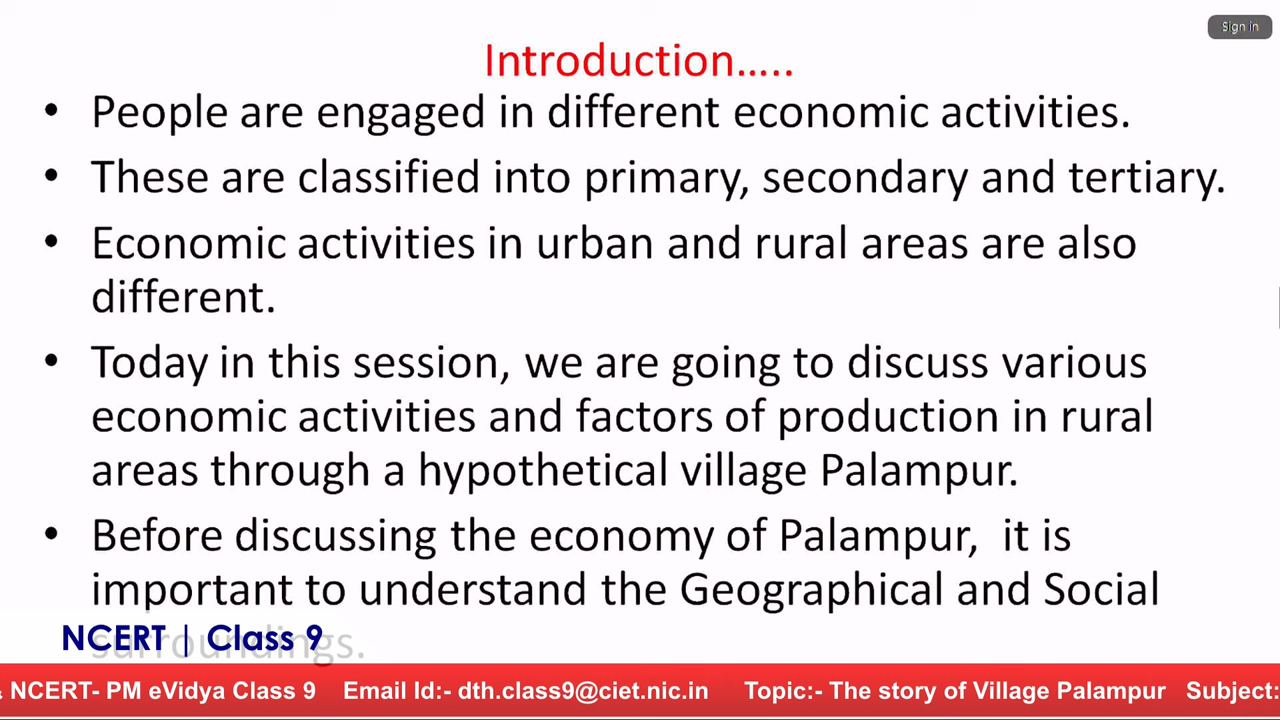 Sign in
Introduction.....
• People are engaged in different economic activities.
• These are classified into primary, secondary and tertiary.
• Economic activities in urban and rural areas are also
different.
• Today in this session, we are going to discuss various
economic activities and factors of production in rural
areas through a hypothetical village Palampur.
• Before discussing the economy of Palampur,  it is
important to understand the Geographical and Social
surroundings.
NCERT | Class 9
& NCERT- PM eVidya Class 9 Email Id:- dth.class9@ciet.nic.in Topic:- The story of Village Palampur Subject: